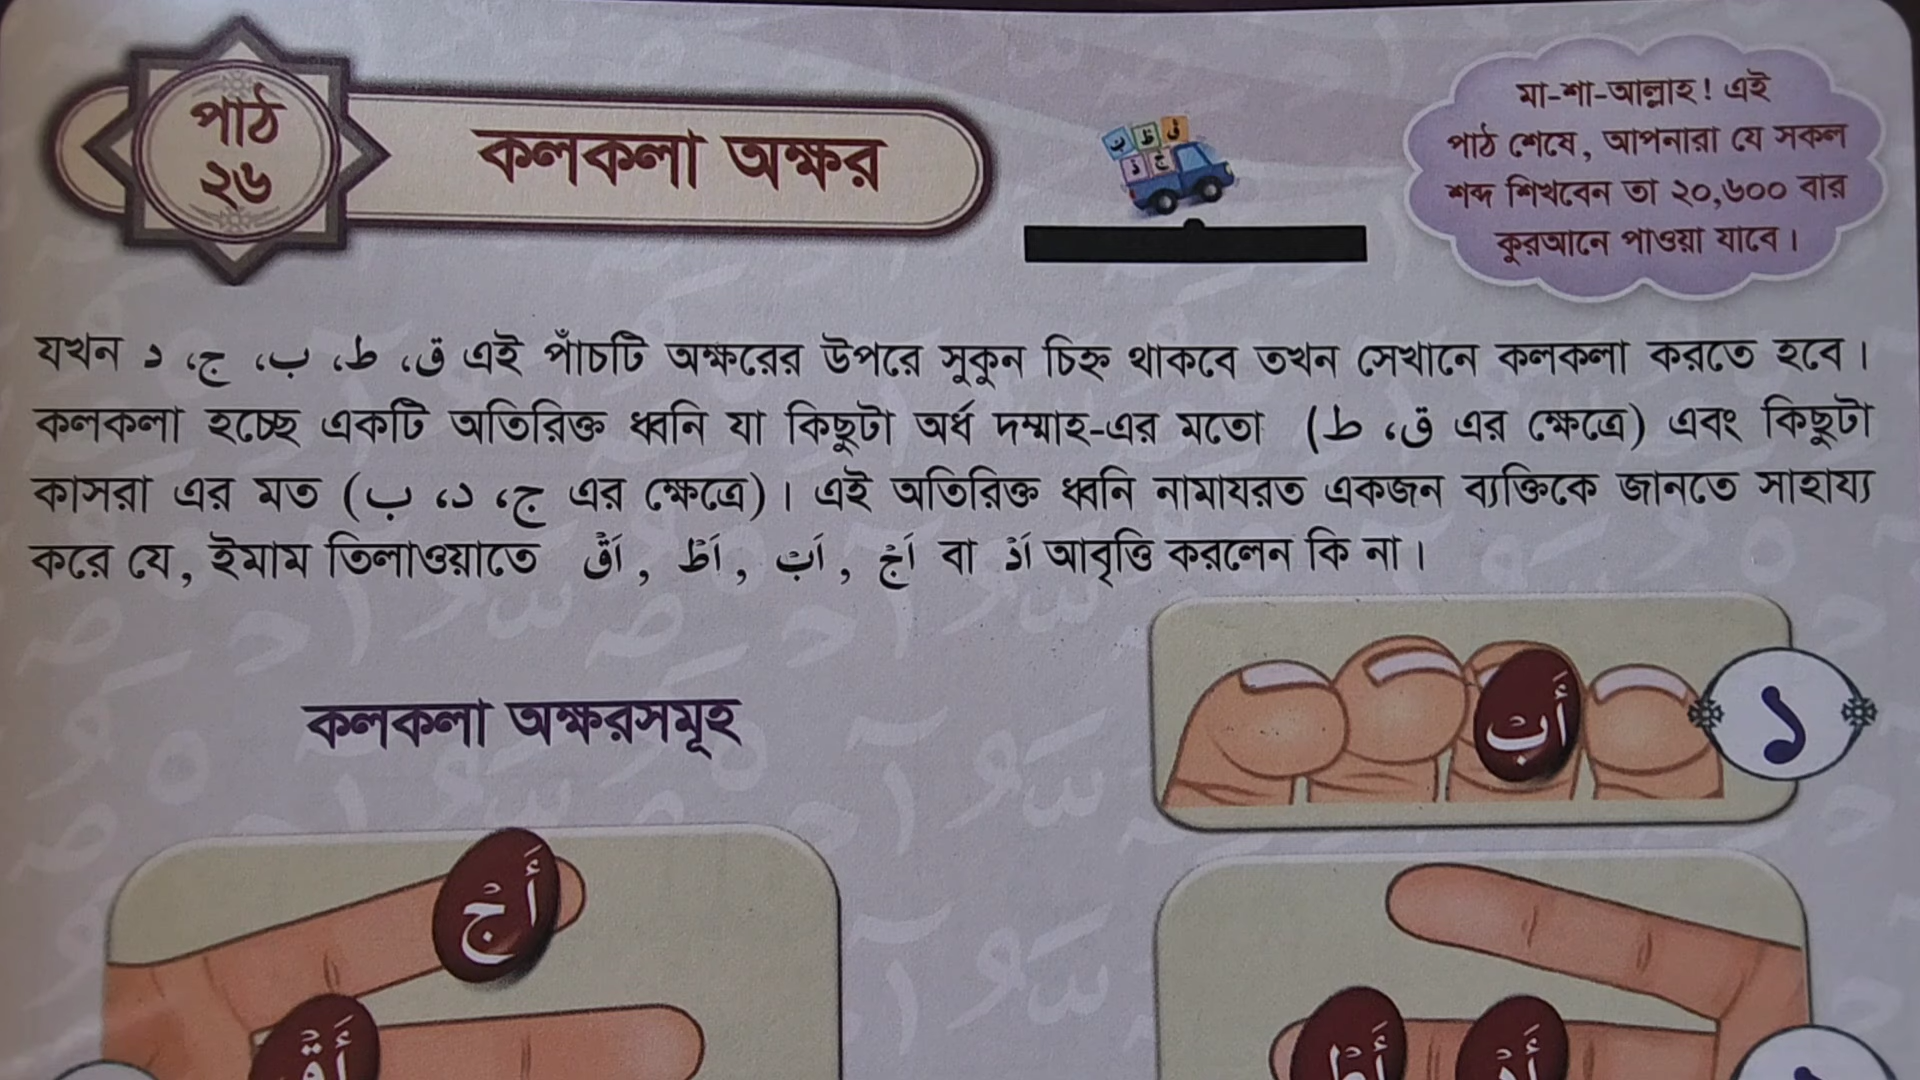 পাঠ
২৬
কলকলা অক্ষর
মা-শা-আল্লাহ! এই
পাঠ শেষে, আপনারা যে সকল
শব্দ শিখবেন তা ২০,৬০০ বার
কুরআনে পাওয়া যাবে।
যখন ق، ط، ب، ج، د এই পাঁচটি অক্ষরের উপরে সুকুন চিহ্ন থাকবে তখন সেখানে কলকলা করতে হবে।
কলকলা হচ্ছে একটি অতিরিক্ত ধ্বনি যা কিছুটা অর্ধ দম্মাহ-এর মতো (ق، ط এর ক্ষেত্রে) এবং কিছুটা
কাসরা এর মত (ج، د، ب এর ক্ষেত্রে)। এই অতিরিক্ত ধ্বনি নামাযরত একজন ব্যক্তিকে জানতে সাহায্য
করে যে, ইমাম তিলাওয়াতে اَقْ, اَطْ, اَبْ, اَجْ বা اَدْ আবৃত্তি করলেন কি না।
কলকলা অক্ষরসমূহ
أَبْ
১
أَجْ
أَقْ
أَطْ